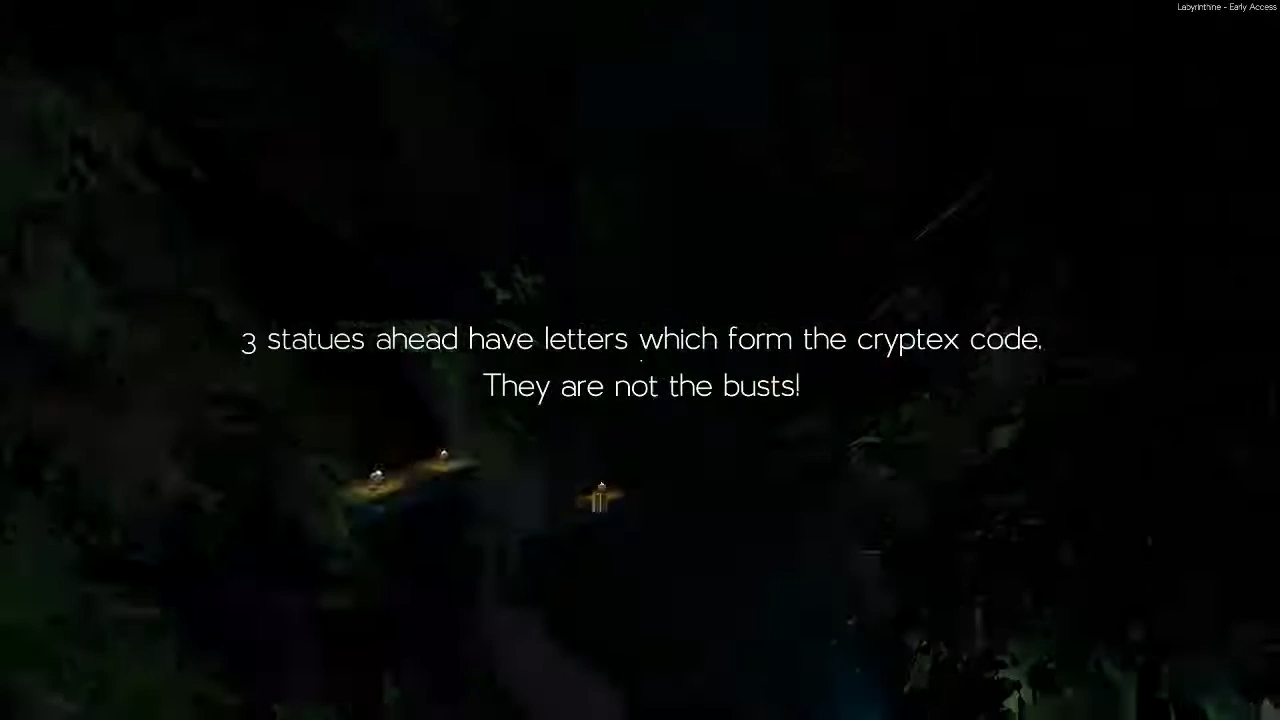 Labyrinthine - Early Access
3 statues ahead have letters which form the cryptex code.
They are not the busts!